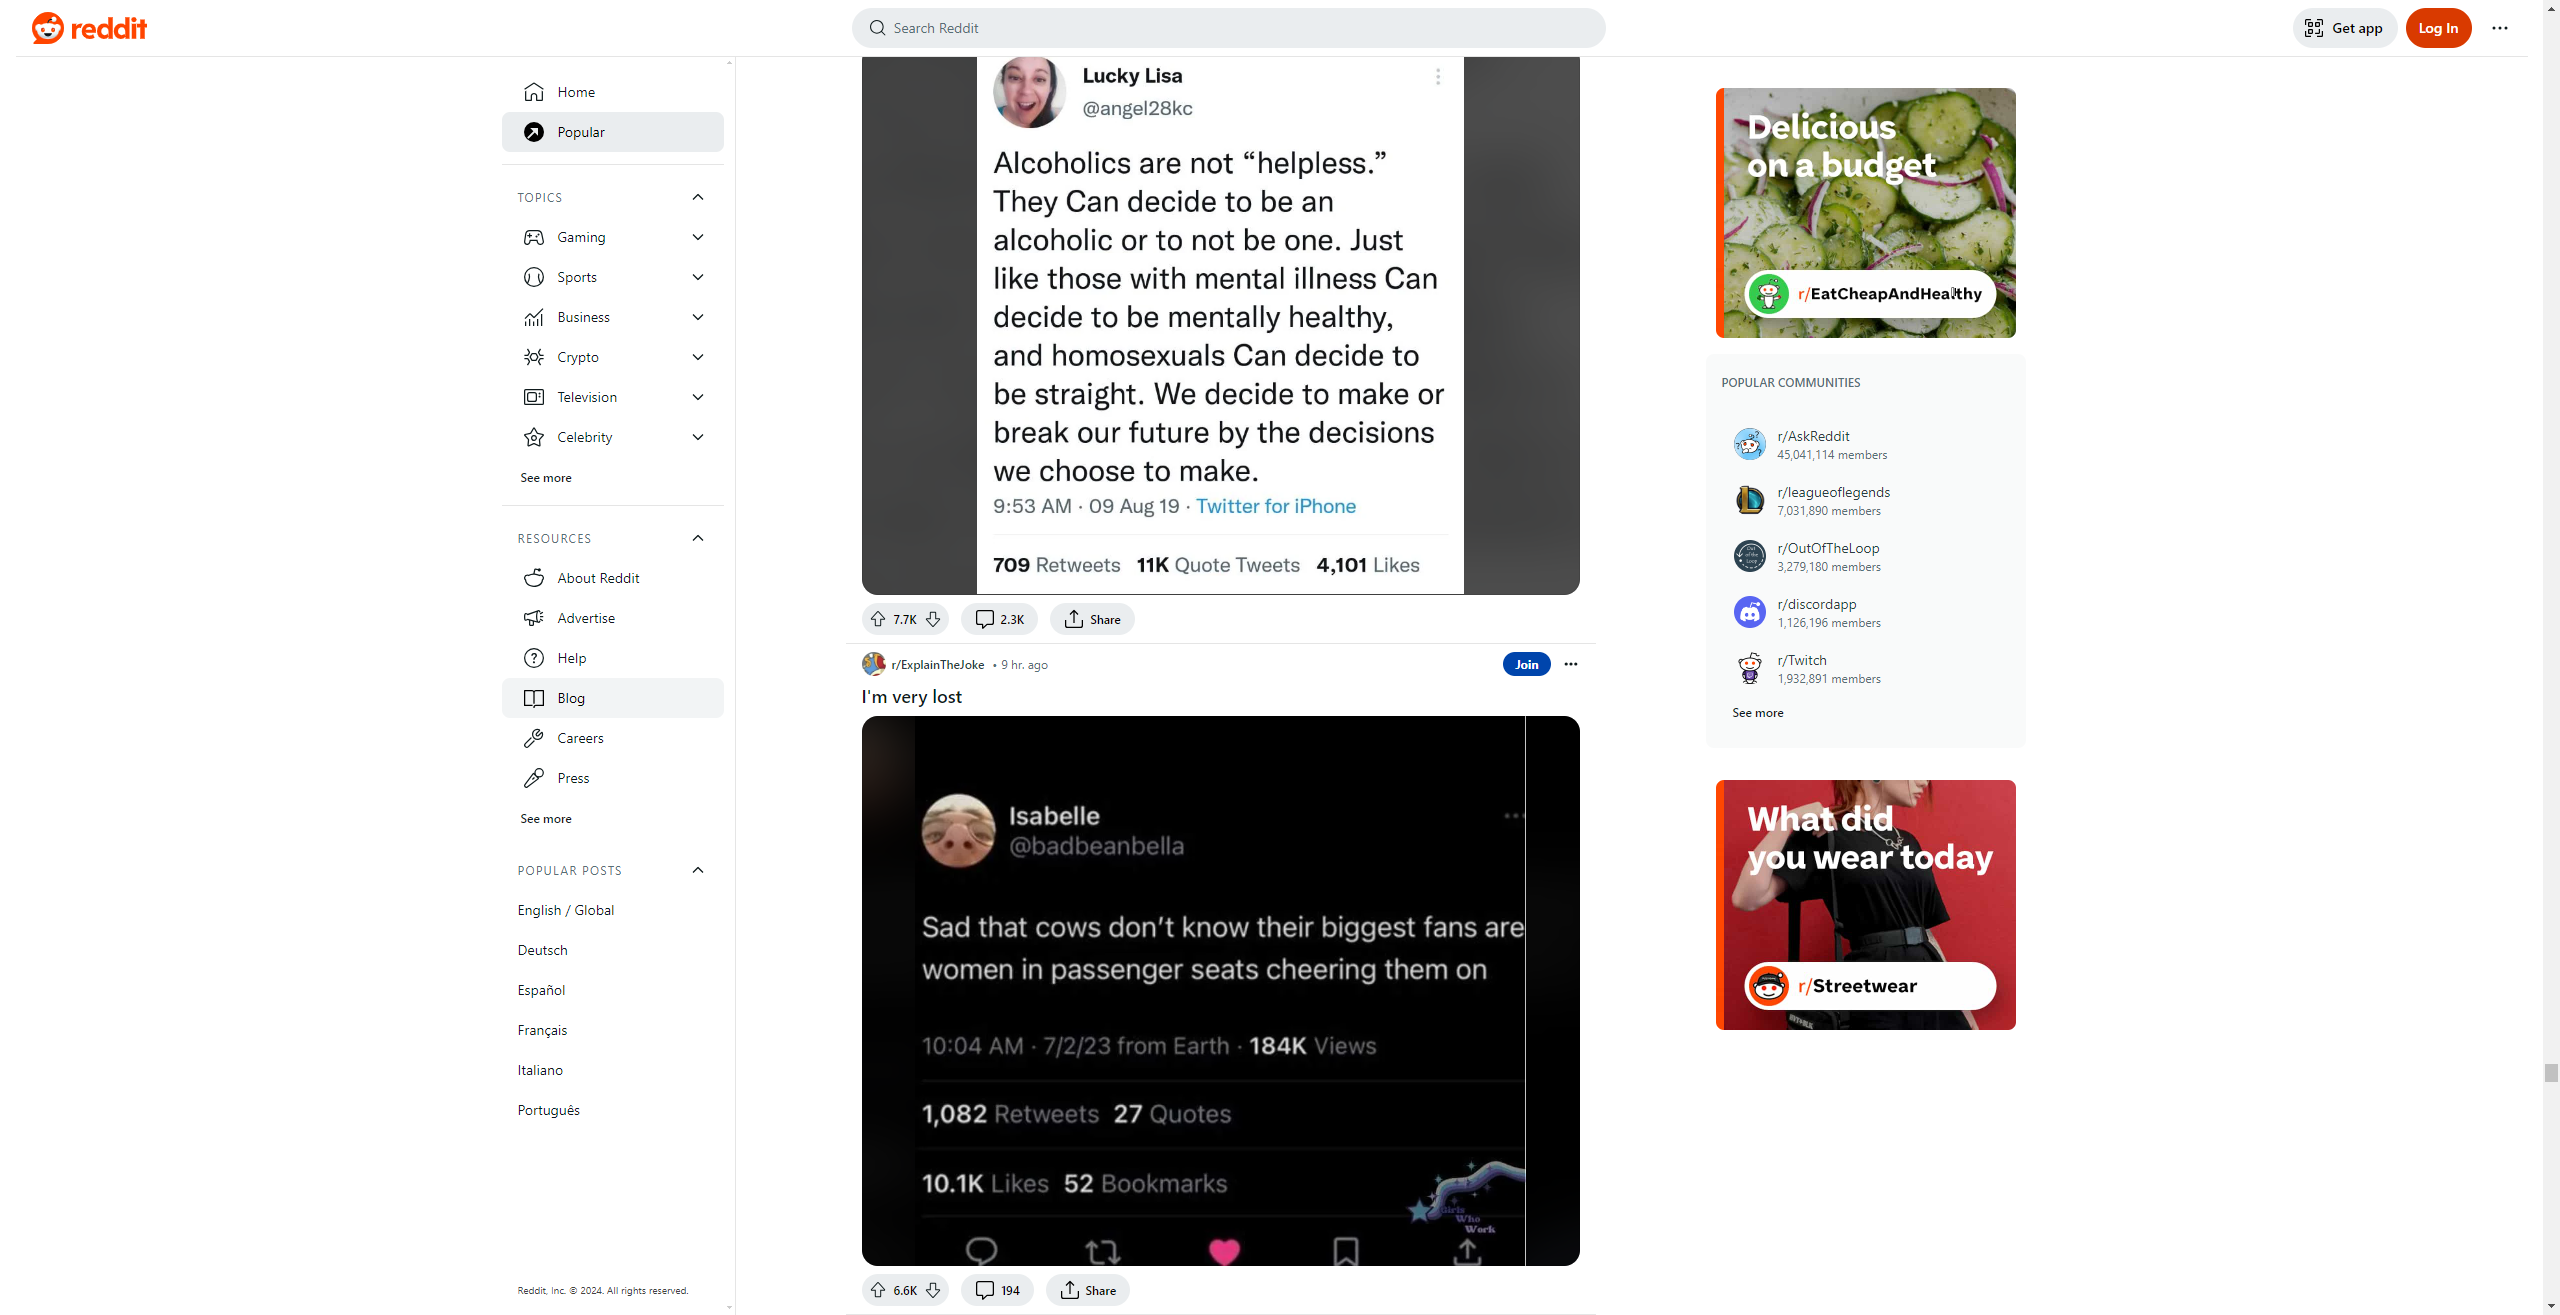 reddit
Search Reddit
Get app
Log In
Home
Popular
TOPICS
Gaming
Sports
Business
Crypto
Television
Celebrity
See more
RESOURCES
About Reddit
Advertise
Help
Blog
Careers
Press
See more
POPULAR POSTS
English / Global
Deutsch
Español
Français
Italiano
Português
Reddit, Inc. © 2024. All rights reserved.
Lucky Lisa
@angel28kc
Alcoholics are not “helpless.”
They Can decide to be an
alcoholic or to not be one. Just
like those with mental illness Can
decide to be mentally healthy,
and homosexuals Can decide to
be straight. We decide to make or
break our future by the decisions
we choose to make.
9:53 AM · 09 Aug 19 · Twitter for iPhone
709 Retweets 11K Quote Tweets 4,101 Likes
7.7K 2.3K Share
r/ExplainTheJoke • 9 hr. ago
Join
I'm very lost
Isabelle
@badbeanbella
Sad that cows don’t know their biggest fans are
women in passenger seats cheering them on
10:04 AM · 7/2/23 from Earth · 184K Views
1,082 Retweets 27 Quotes
10.1K Likes 52 Bookmarks
Girls
Who
Work
6.6K 194 Share
Delicious
on a budget
r/EatCheapAndHealthy
POPULAR COMMUNITIES
r/AskReddit
45,041,114 members
r/leagueoflegends
7,031,890 members
r/OutOfTheLoop
3,279,180 members
r/discordapp
1,126,196 members
r/Twitch
1,932,891 members
See more
What did
you wear today
r/Streetwear